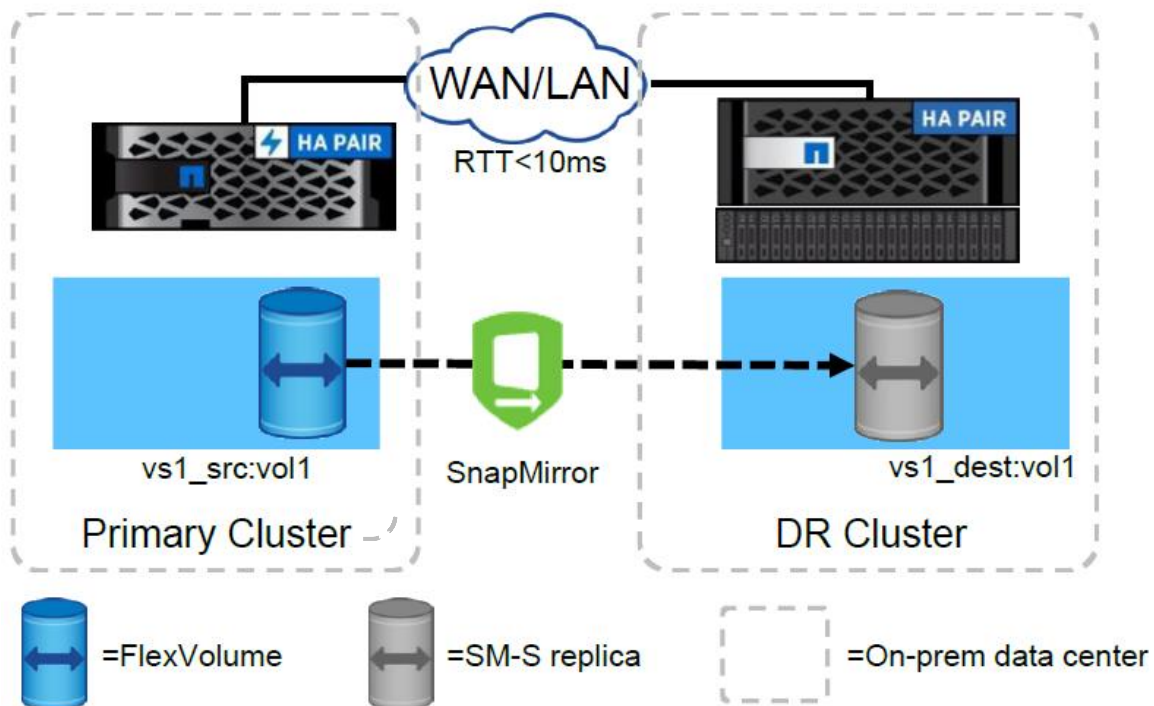 WAN/LAN
HA PAIR
HA PAIR
RTT<10ms
vs1_src:vol1
SnapMirror
vs1_dest:vol1
Primary Cluster
DR Cluster
=FlexVolume
=SM-S replica
=On-prem data center